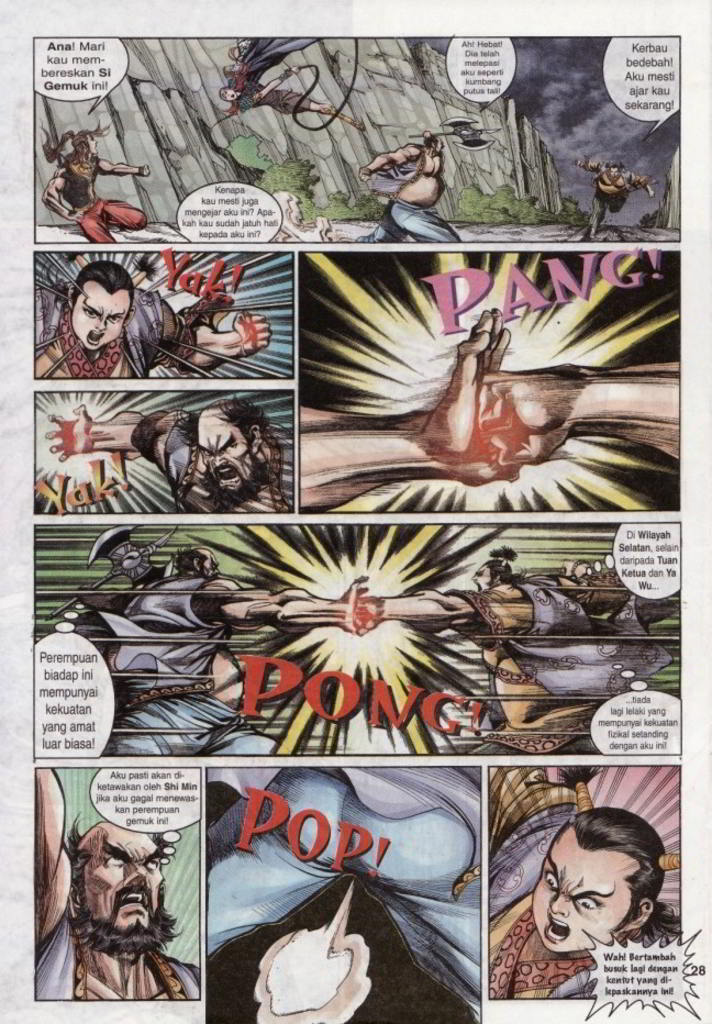 Ana! Mari
kau mem-
bereskan Si
Gemuk ini!
Ah! Hebat!
Dia telah
melepasi
aku seperti
kumbang
putus tali!
Kerbau
bedebah!
Aku mesti
ajar kau
sekarang!
Kenapa
kau mesti juga
mengejar aku ini? Apa-
kah kau sudah jatuh hati
kepada aku ini?
Yak!
PANG!
Yak!
Di Wilayah
Selatan, selain
daripada Tuan
Ketua dan Ya
Wu...
Perempuan
biadap ini
mempunyai
kekuatan
yang amat
luar biasa!
PONG!
...tiada
lagi lelaki yang
mempunyai kekuatan
fizikal setanding
dengan aku ini!
Aku pasti akan di-
ketawakan oleh Shi Min
jika aku gagal menewas-
kan perempuan
gemuk ini!
POP!
Wah! Bertambah
busuk lagi dengan
kentut yang di-
lepaskannya ini!
28